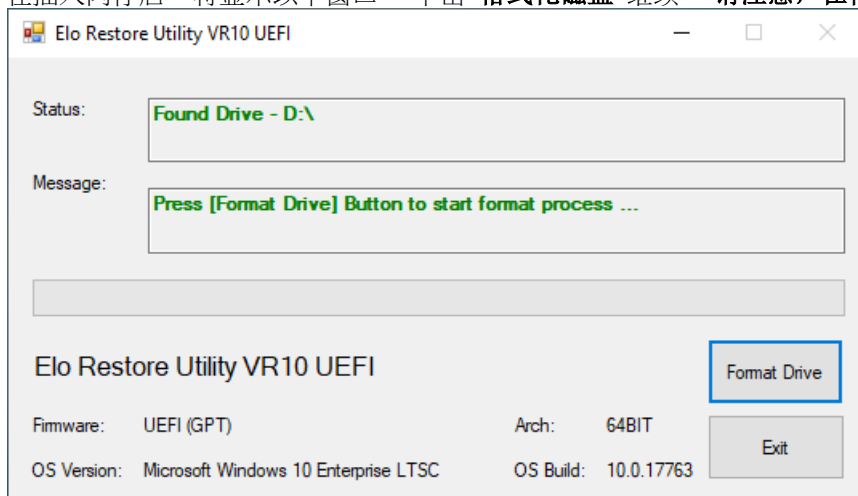 Elo Restore Utility VR10 UEFI
Status:
Found Drive - D:\
Message:
Press [Format Drive] Button to start format process ...
Elo Restore Utility VR10 UEFI
Format Drive
Firmware: UEFI (GPT) Arch: 64BIT
Exit
OS Version: Microsoft Windows 10 Enterprise LTSC OS Build: 10.0.17763